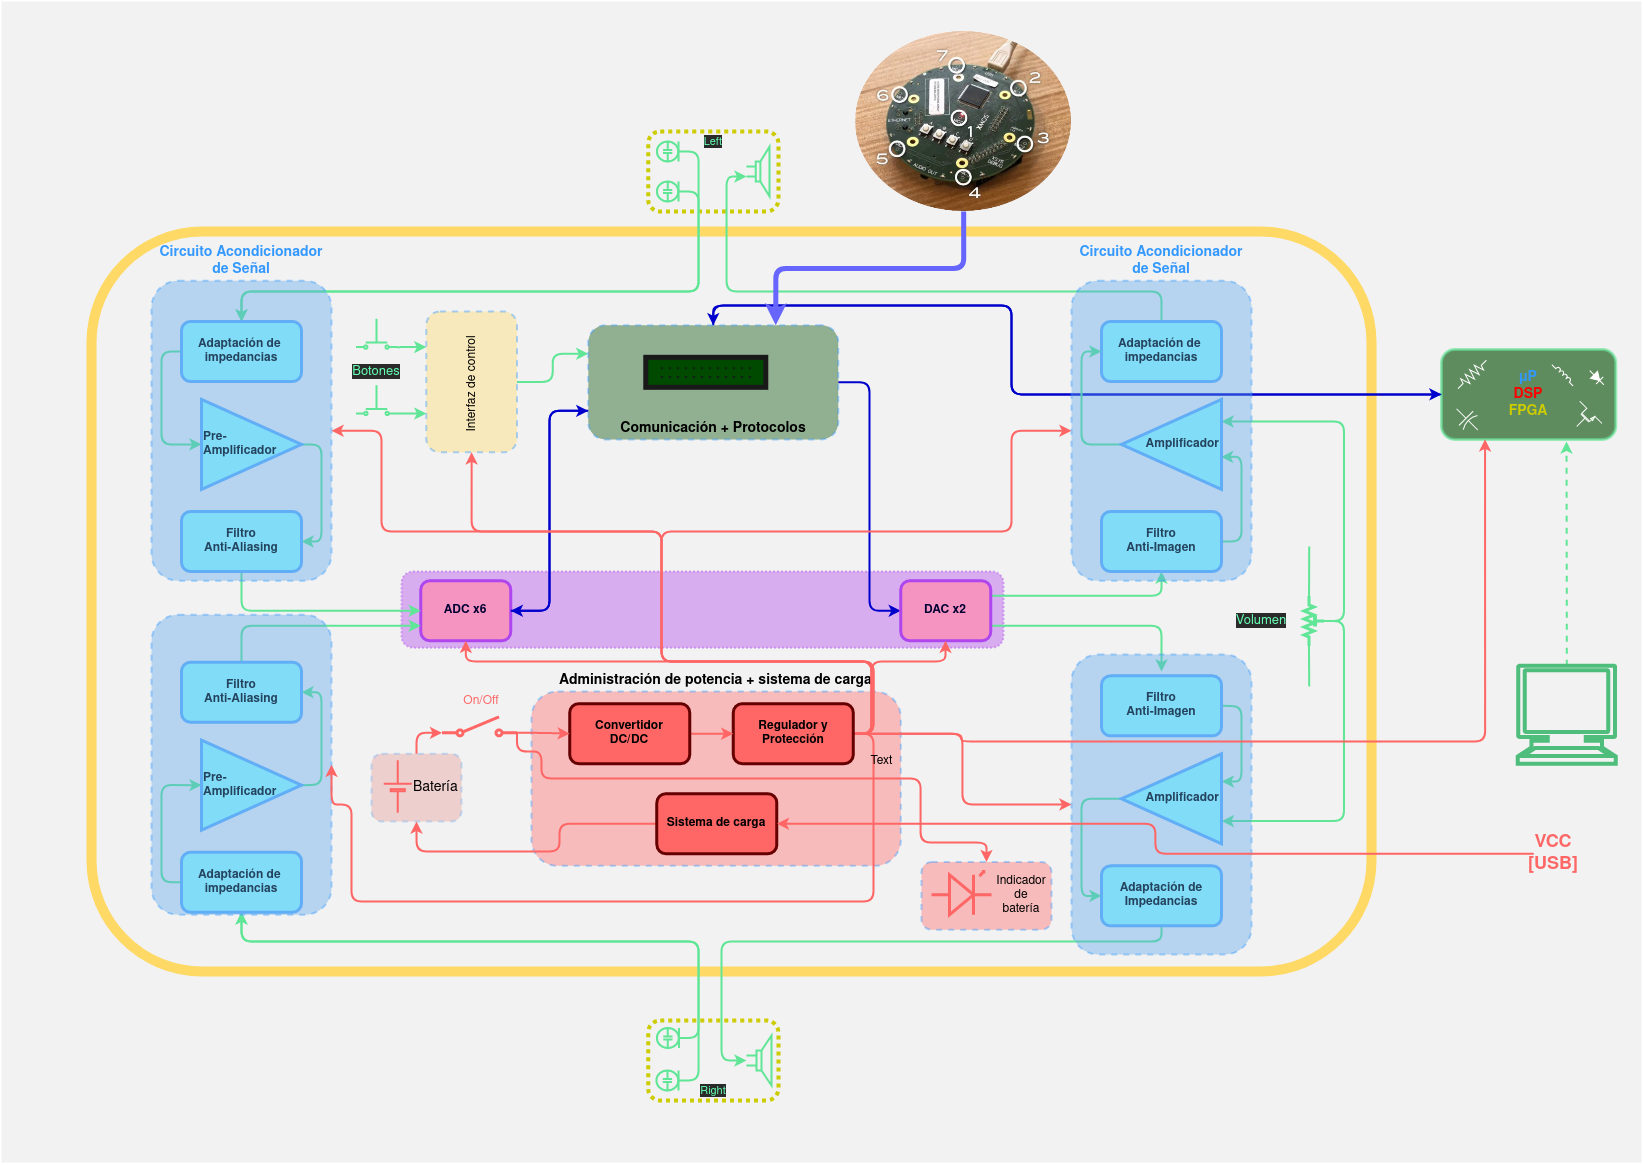 7
2
6
1
3
5
4
ETHERNET
XMOS
AUDIO OUT
Left
Circuito Acondicionador
de Señal
Circuito Acondicionador
de Señal
Adaptación de
impedancias
Pre-
Amplificador
Filtro
Anti-Aliasing
Botones
Interfaz de control
Comunicación + Protocolos
Adaptación de
impedancias
Amplificador
Filtro
Anti-Imagen
µP
DSP
FPGA
ADC x6
DAC x2
Volumen
Filtro
Anti-Aliasing
Pre-
Amplificador
Adaptación de
impedancias
Administración de potencia + sistema de carga
On/Off
Convertidor
DC/DC
Regulador y
Protección
Text
Batería
Sistema de carga
Indicador
de
batería
Filtro
Anti-Imagen
Amplificador
Adaptación de
Impedancias
VCC
[USB]
Right